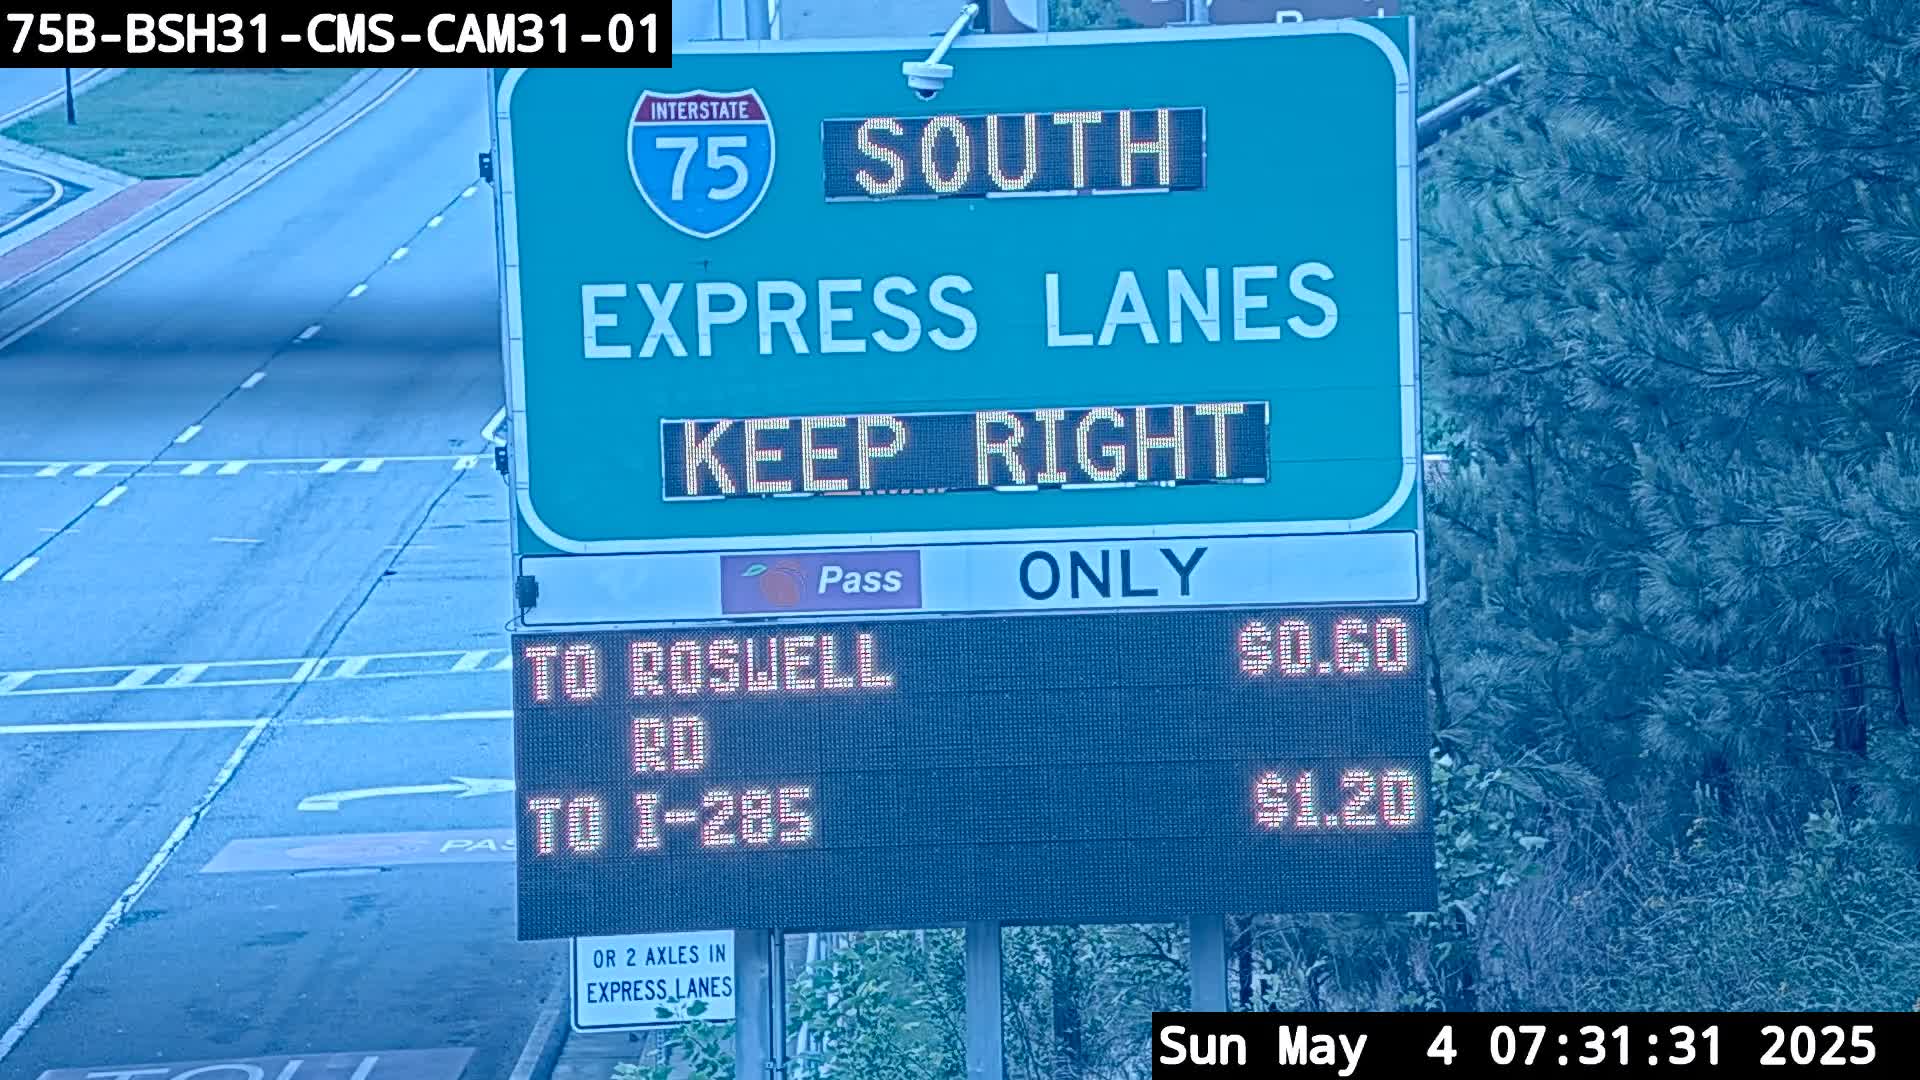 75B-BSH31-CMS-CAM31-01
INTERSTATE
75
SOUTH
EXPRESS LANES
KEEP RIGHT
Pass ONLY
TO ROSWELL $0.60
RD
TO I-285 $1.20
OR 2 AXLES IN
EXPRESS LANES
TOLL
Sun May 4 07:31:31 2025